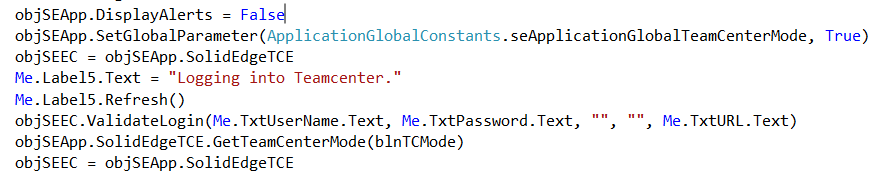 objSEApp.DisplayAlerts = False
objSEApp.SetGlobalParameter(ApplicationGlobalConstants.seApplicationGlobalTeamCenterMode, True)
objSEEC = objSEApp.SolidEdgeTCE
Me.Label5.Text = "Logging into Teamcenter."
Me.Label5.Refresh()
objSEEC.ValidateLogin(Me.TxtUserName.Text, Me.TxtPassword.Text, "", "", Me.TxtURL.Text)
objSEApp.SolidEdgeTCE.GetTeamCenterMode(blnTCMode)
objSEEC = objSEApp.SolidEdgeTCE